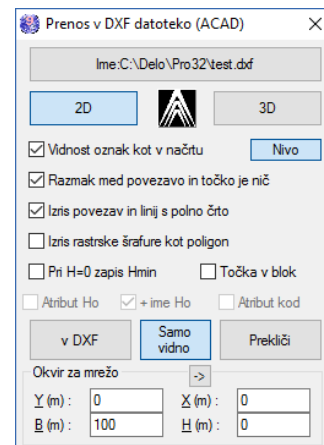 Prenos v DXF datoteko (ACAD)
Ime:C:\Delo\Pro32\test.dxf
2D 3D
Vidnost oznak kot v načrtu Nivo
Razmak med povezavo in točko je nič
Izris povezav in linij s polno črto
Izris rastrske šrafure kot poligon
Pri H=0 zapis Hmin Točka v blok
Atribut Ho + ime Ho Atribut kod
v DXF Samo vidno Prekliči
Okvir za mrežo ->
Y (m) : 0 X (m) : 0
B (m) : 100 H (m) : 0